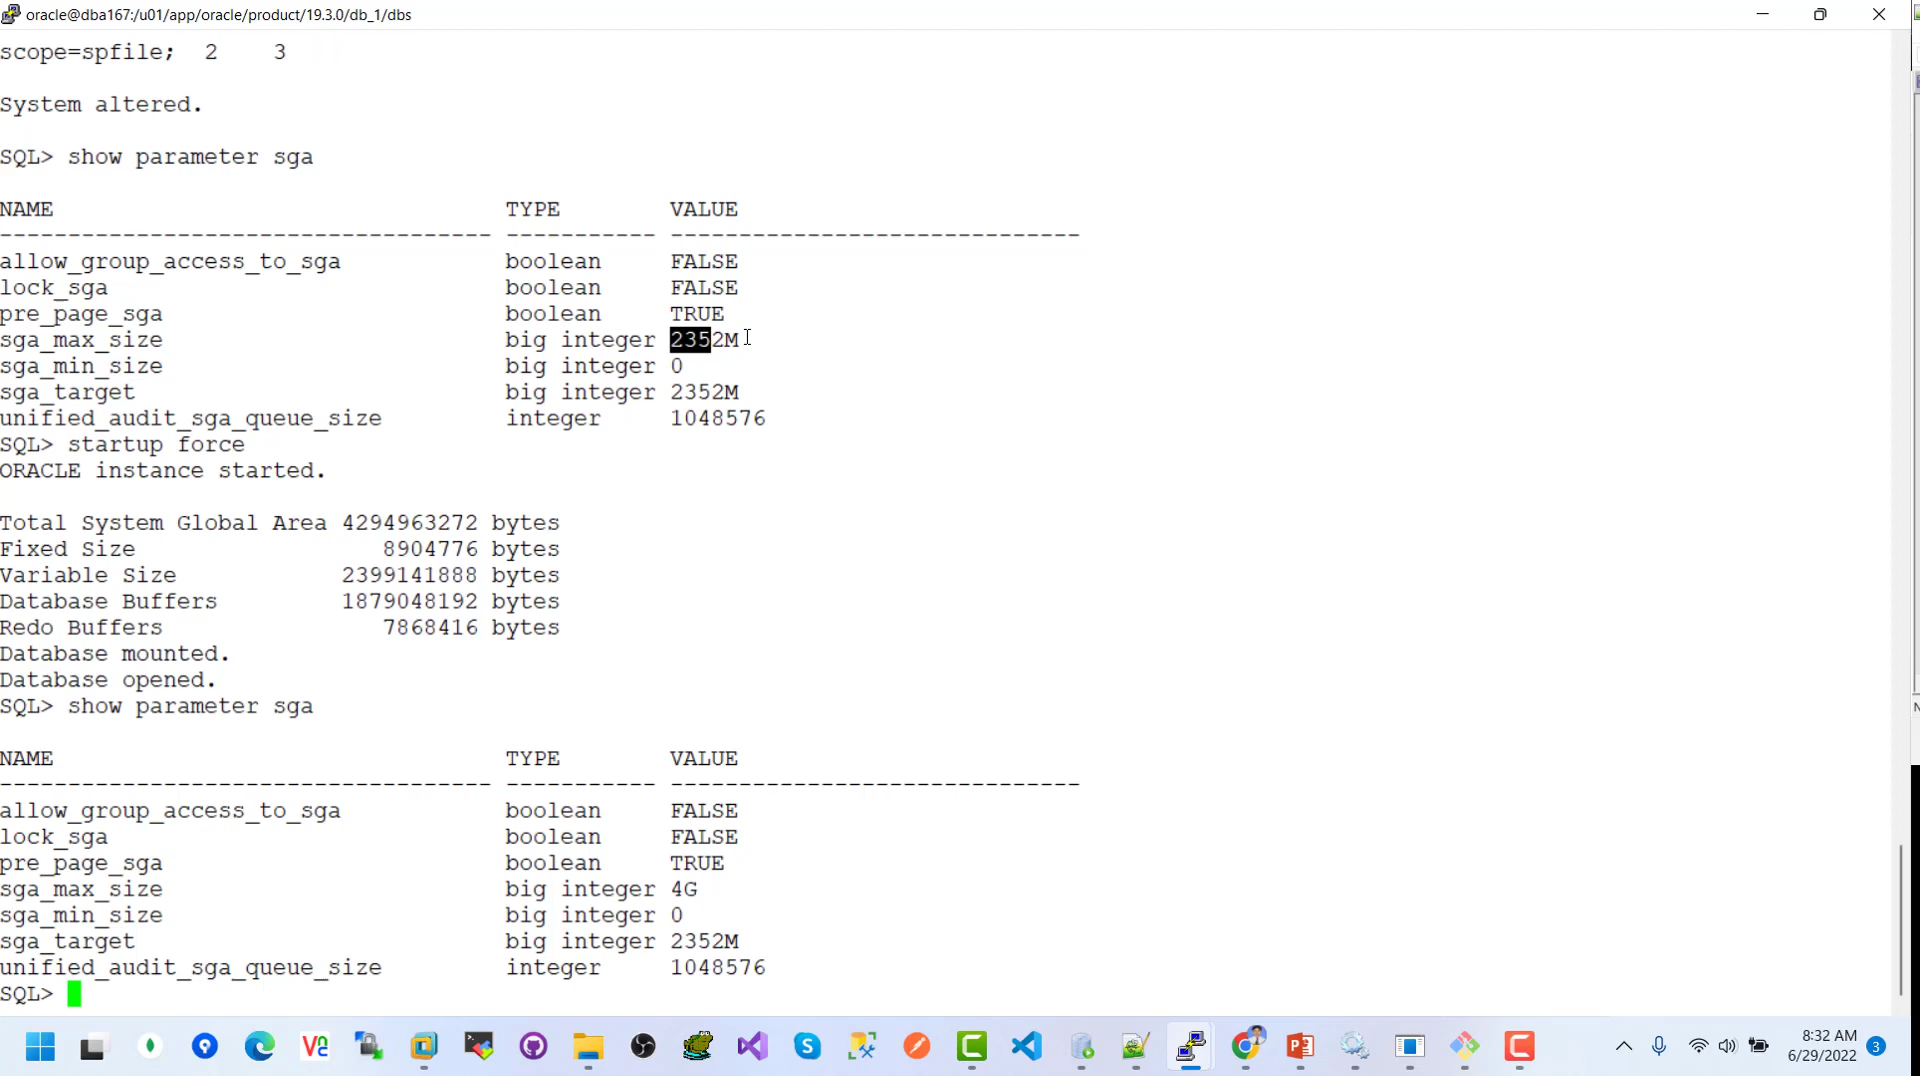 oracle@dba167:/u01/app/oracle/product/19.3.0/db_1/dbs
scope=spfile;  2    3
System altered.
SQL> show parameter sga
NAME                                 TYPE        VALUE
------------------------------------ ----------- ------------------------------
allow_group_access_to_sga            boolean     FALSE
lock_sga                             boolean     FALSE
pre_page_sga                         boolean     TRUE
sga_max_size                         big integer 2352M
sga_min_size                         big integer 0
sga_target                           big integer 2352M
unified_audit_sga_queue_size         integer     1048576
SQL> startup force
ORACLE instance started.
Total System Global Area 4294963272 bytes
Fixed Size                  8904776 bytes
Variable Size            2399141888 bytes
Database Buffers         1879048192 bytes
Redo Buffers                7868416 bytes
Database mounted.
Database opened.
SQL> show parameter sga
NAME                                 TYPE        VALUE
------------------------------------ ----------- ------------------------------
allow_group_access_to_sga            boolean     FALSE
lock_sga                             boolean     FALSE
pre_page_sga                         boolean     TRUE
sga_max_size                         big integer 4G
sga_min_size                         big integer 0
sga_target                           big integer 2352M
unified_audit_sga_queue_size         integer     1048576
SQL>
8:32 AM
6/29/2022
3